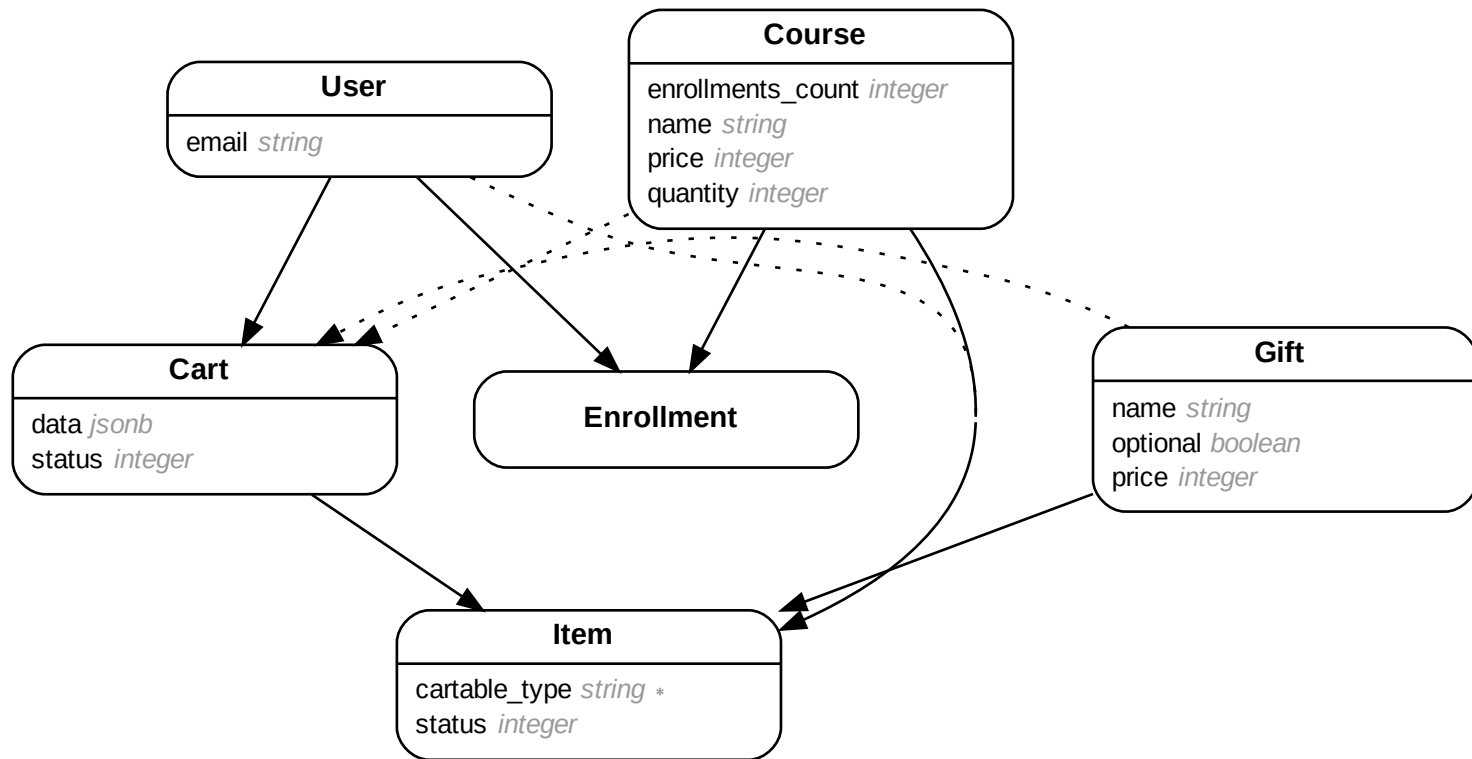 Course
enrollments_count integer
name string
price integer
quantity integer
User
email string
Cart
data jsonb
status integer
Enrollment
Gift
name string
optional boolean
price integer
Item
cartable_type string *
status integer